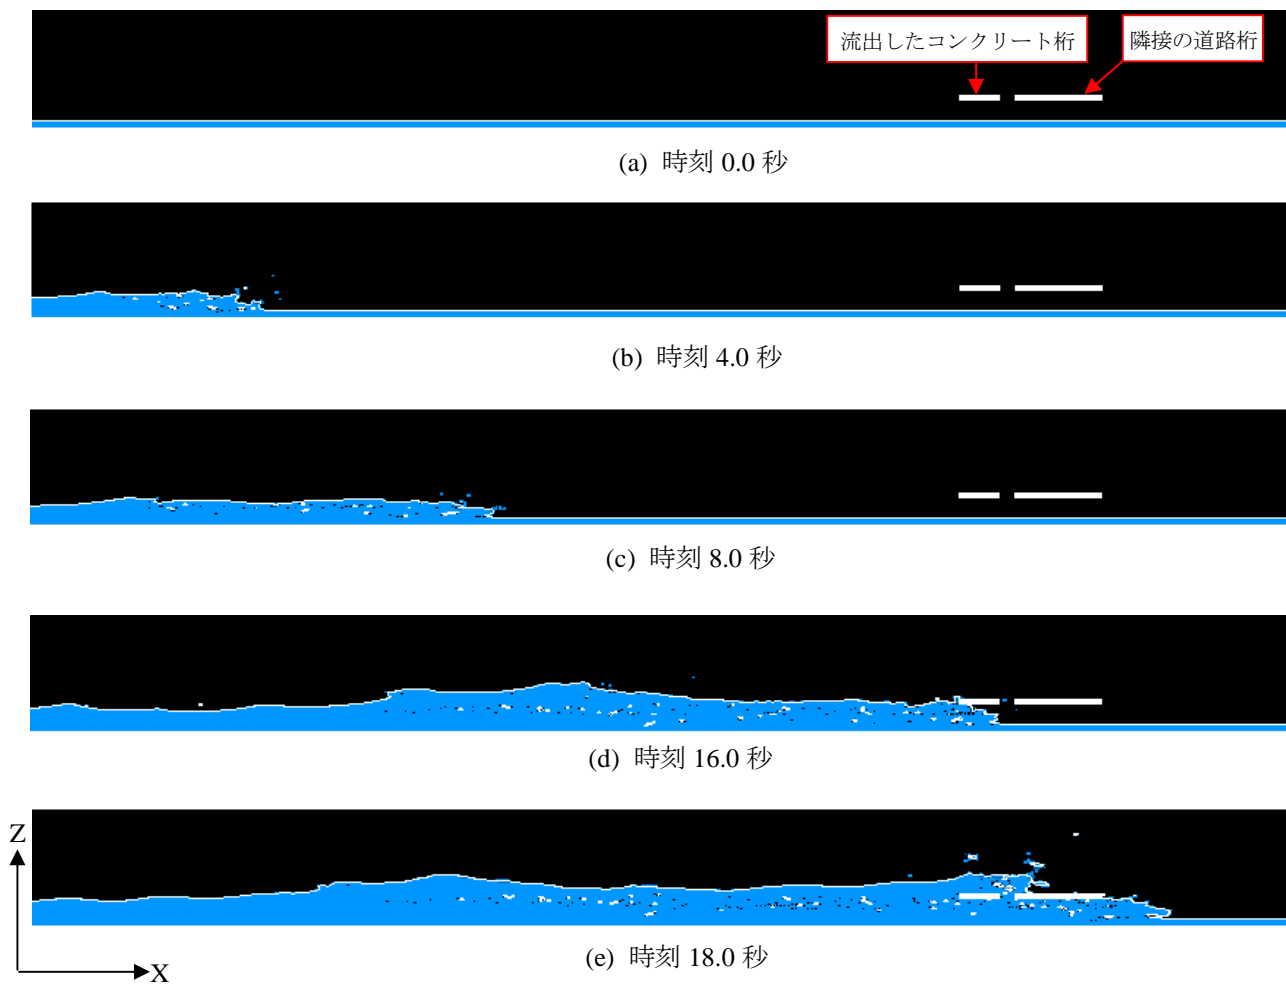 流出したコンクリート桁
隣接の道路桁
(a) 時刻 0.0 秒
(b) 時刻 4.0 秒
(c) 時刻 8.0 秒
(d) 時刻 16.0 秒
Z
X
(e) 時刻 18.0 秒